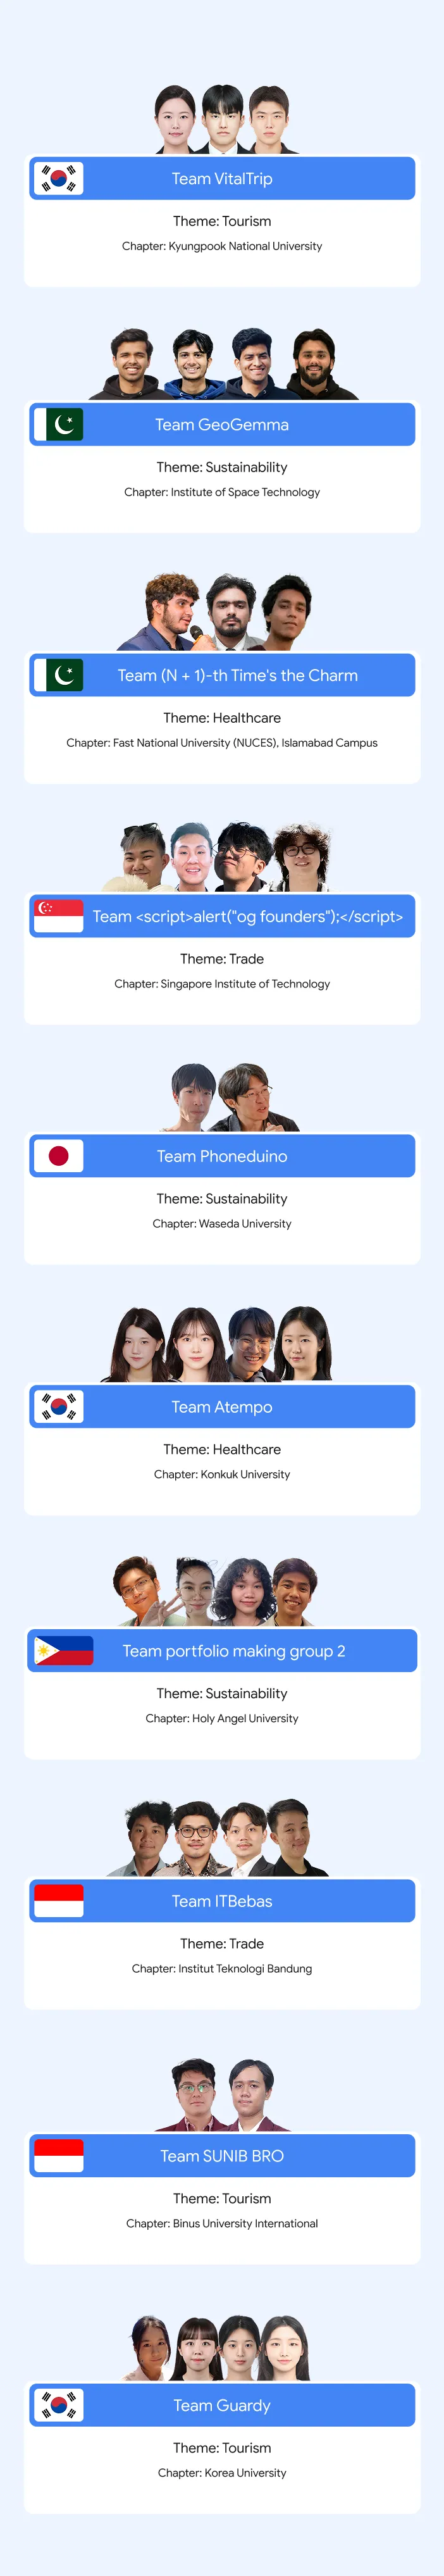 Team VitalTrip
Theme: Tourism
Chapter: Kyungpook National University
Team GeoGemma
Theme: Sustainability
Chapter: Institute of Space Technology
Team (N + 1)-th Time's the Charm
Theme: Healthcare
Chapter: Fast National University (NUCES), Islamabad Campus
Team <script>alert("og founders");</script>
Theme: Trade
Chapter: Singapore Institute of Technology
Team Phoneduino
Theme: Sustainability
Chapter: Waseda University
Team Atempo
Theme: Healthcare
Chapter: Konkuk University
Team portfolio making group 2
Theme: Sustainability
Chapter: Holy Angel University
Team ITBebas
Theme: Trade
Chapter: Institut Teknologi Bandung
Team SUNIB BRO
Theme: Tourism
Chapter: Binus University International
Team Guardy
Theme: Tourism
Chapter: Korea University